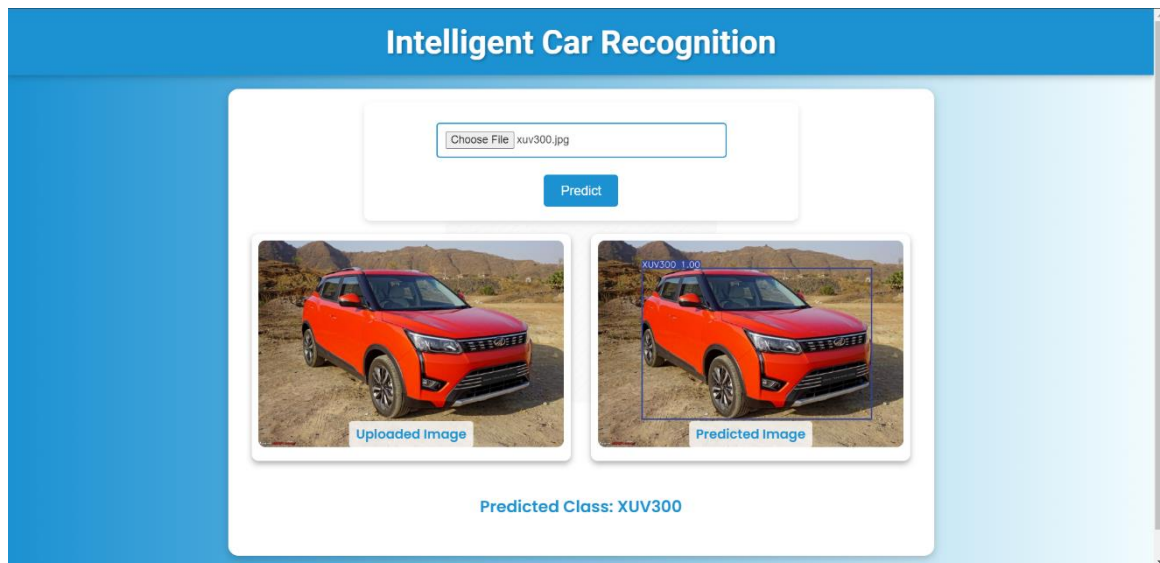 Intelligent Car Recognition
Choose File xuv300.jpg
Predict
XUV300 1.00
Uploaded Image
Predicted Image
Predicted Class: XUV300